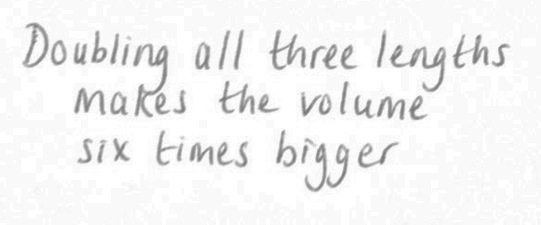 Doubling all three lengths
makes the volume
six times bigger